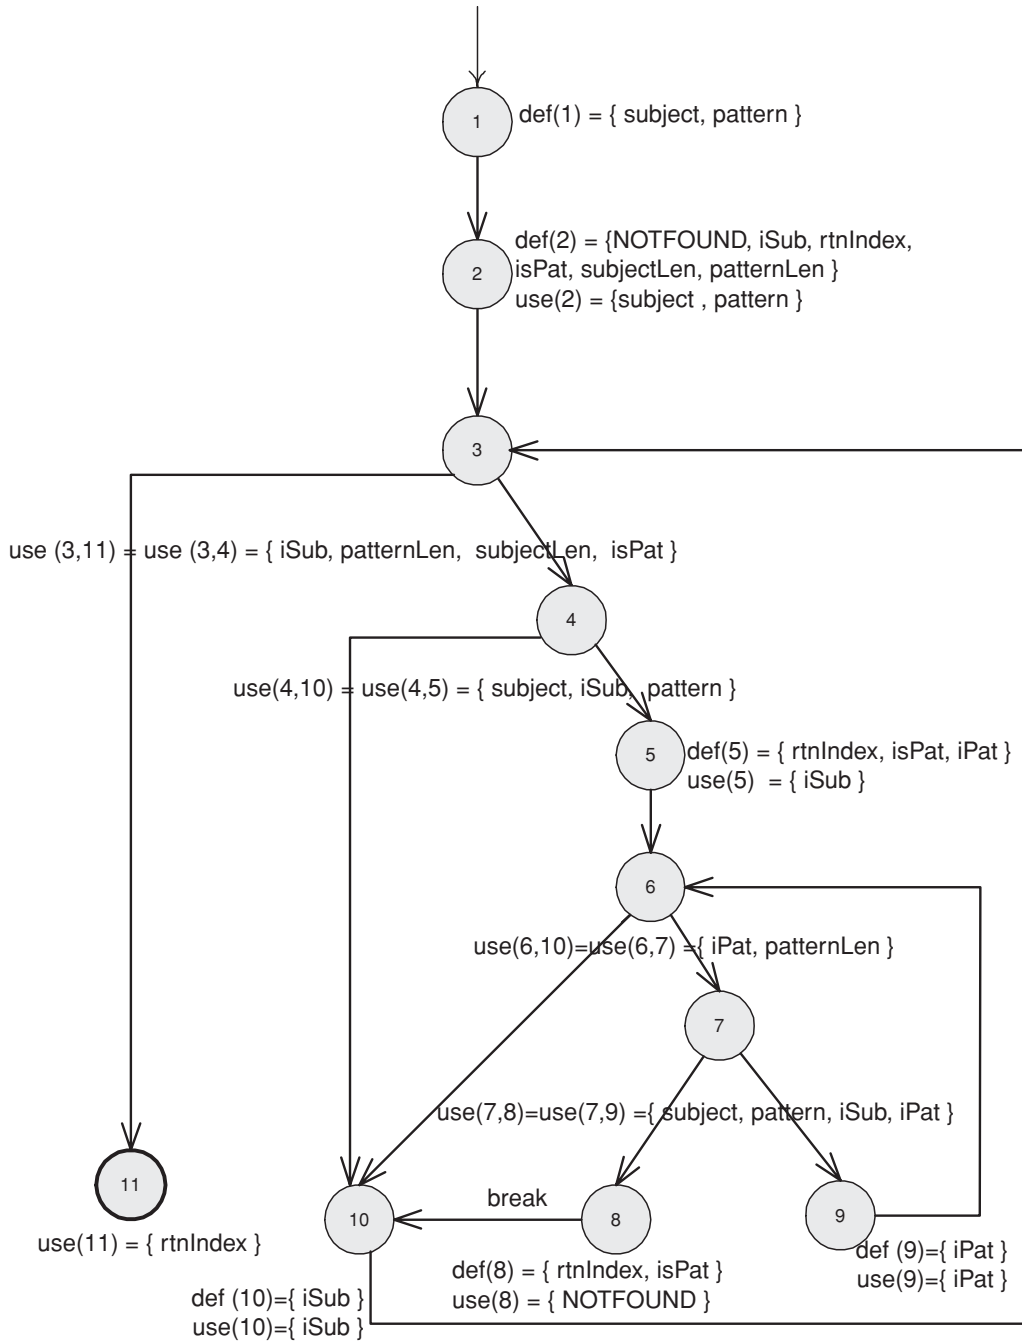 1
def(1) = { subject, pattern }
def(2) = {NOTFOUND, iSub, rtnIndex,
isPat, subjectLen, patternLen }
2
use(2) = {subject , pattern }
3
use (3,11) = use (3,4) = { iSub, patternLen, subjectLen, isPat }
4
use(4,10) = use(4,5) = { subject, iSub, pattern }
5
def(5) = { rtnIndex, isPat, iPat }
use(5) = { iSub }
6
use(6,10)=use(6,7) ={ iPat, patternLen }
7
use(7,8)=use(7,9) ={ subject, pattern, iSub, iPat }
11
break
10
8
9
use(11) = { rtnIndex }
def (9)={ iPat }
use(9)={ iPat }
def(8) = { rtnIndex, isPat }
use(8) = { NOTFOUND }
def (10)={ iSub }
use(10)={ iSub }